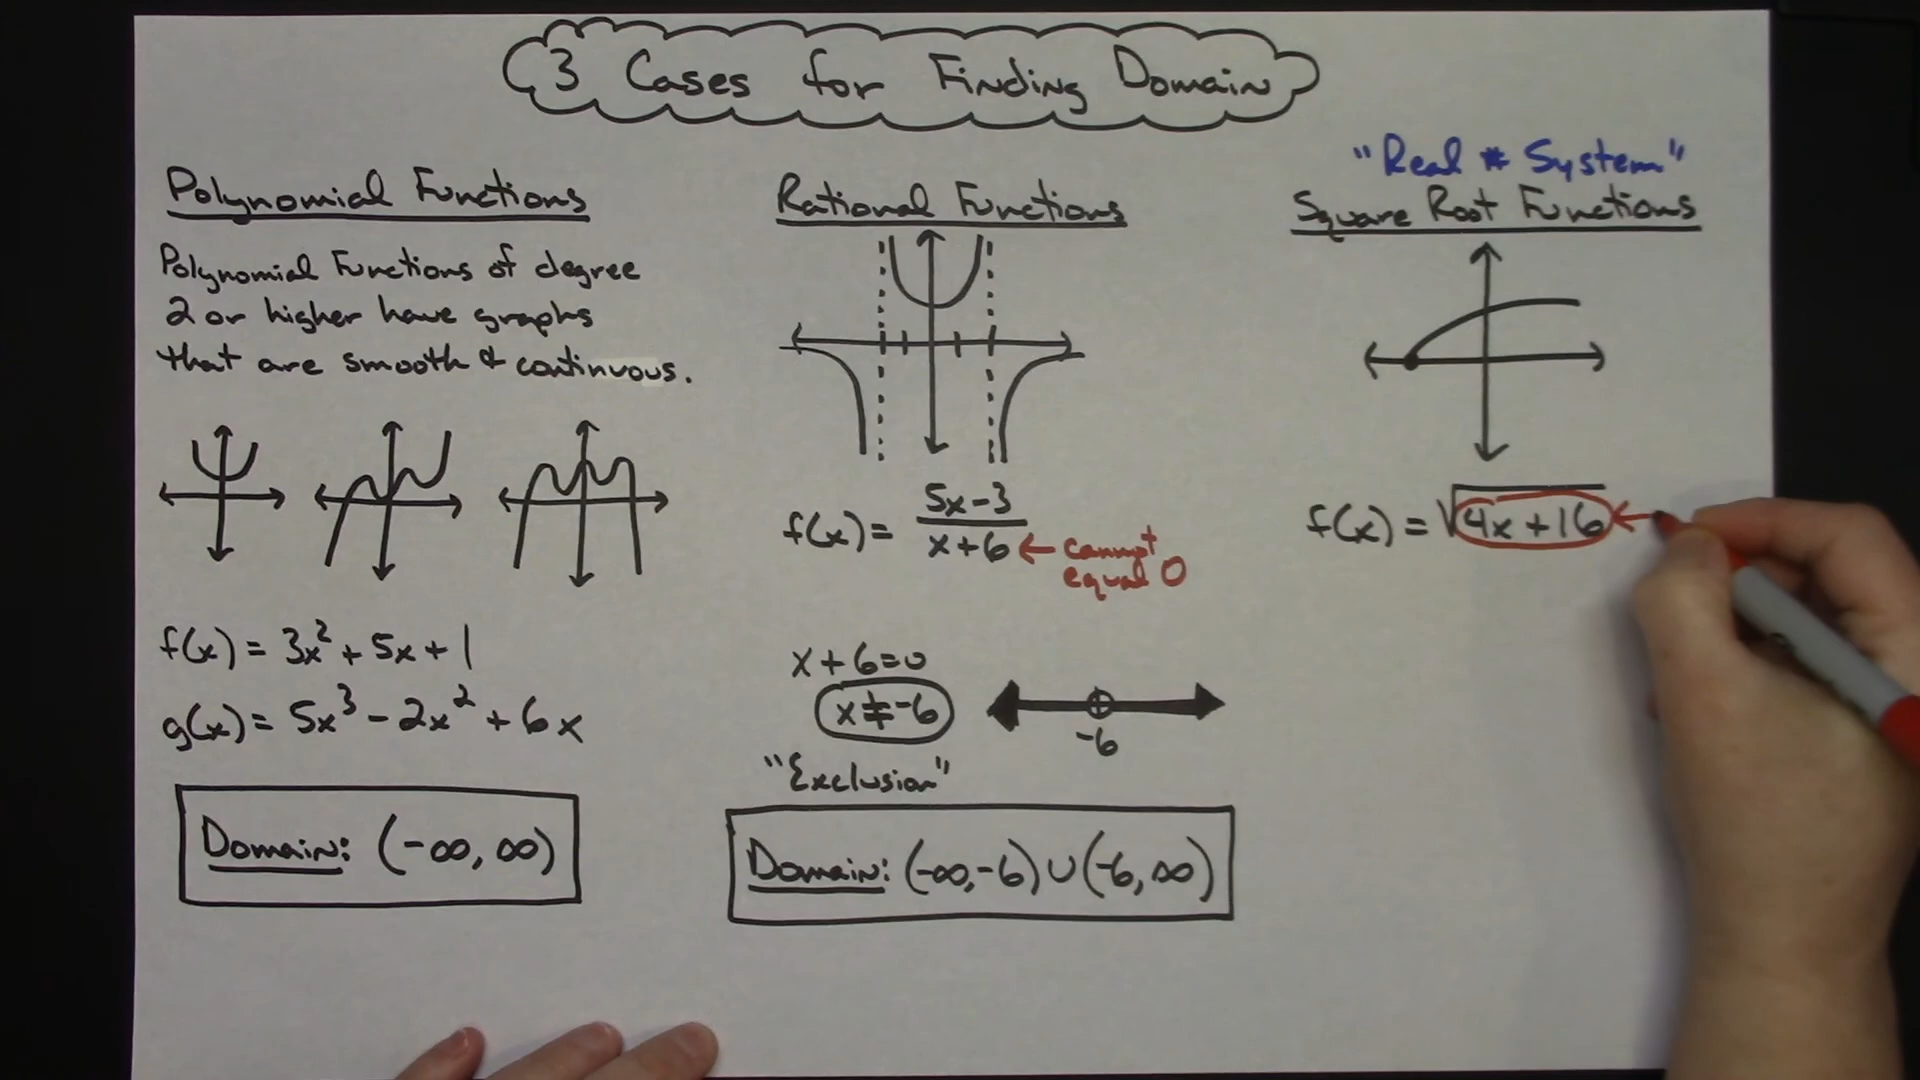 3 Cases for Finding Domain
Polynomial Functions
Polynomial Functions of degree
2 or higher have graphs
that are smooth & continuous.
f(x) = 3x² + 5x + 1
g(x) = 5x³ - 2x² + 6x
Domain: (-∞, ∞)
Rational Functions
f(x) = (5x-3)/(x+6) ← cannot
equal 0
x + 6 = 0
x ≠ -6
-6
"Exclusion"
Domain: (-∞, -6) ∪ (-6, ∞)
"Real # System"
Square Root Functions
f(x) = √(4x+16) ←